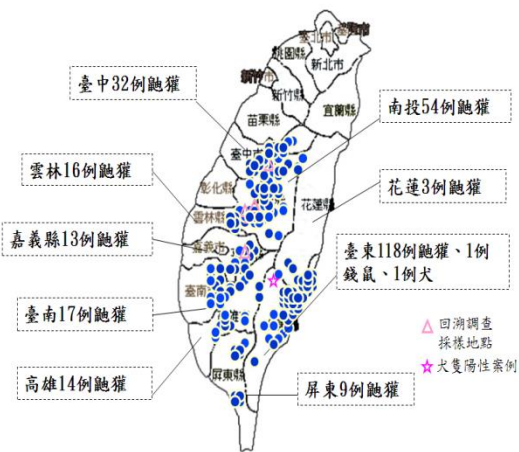 臺北市
桃園縣
新北市
新竹市
新竹縣
宜蘭縣
苗栗縣
臺中32例鼬獾
南投54例鼬獾
臺中市
彰化縣
雲林16例鼬獾
花蓮3例鼬獾
花蓮縣
雲林縣
嘉義縣13例鼬獾
嘉義市
臺東118例鼬獾、1例
錢鼠、1例犬
臺南
臺南17例鼬獾
回溯調查
採樣地點
犬隻陽性案例
高雄14例鼬獾
屏東縣
屏東9例鼬獾